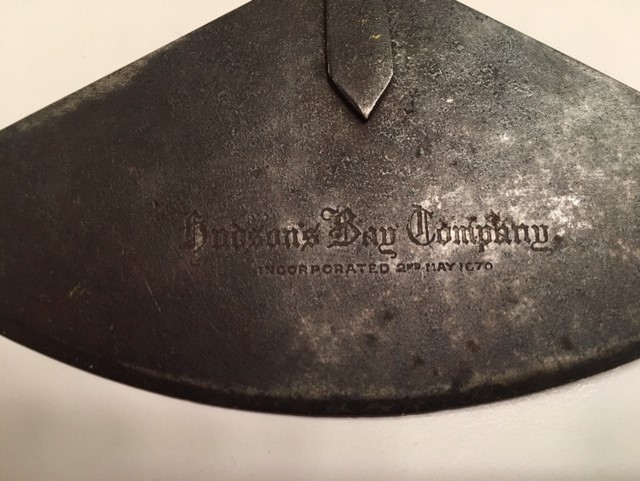 Hudson's Bay Company.
INCORPORATED 2ND MAY 1670